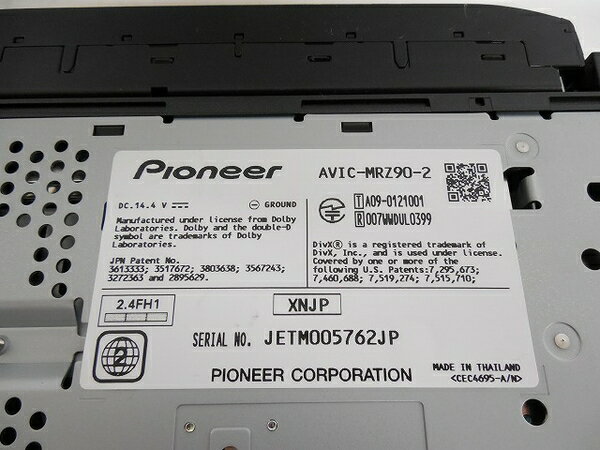 Pioneer
AVIC-MRZ90-2
DC.14.4 V
GROUND
T A09-0121001
R 007WWDUL0399
Manufactured under license from Dolby
Laboratories. Dolby and the double-D
symbol are trademarks of Dolby
Laboratories.
JPN Patent No.
3613333; 3517672; 3803638; 3567243;
3272363 and 2895629.
DivX® is a registered trademark of
DivX, Inc., and is used under license.
Covered by one or more of the
following U.S. Patents:7,295,673;
7,460,688; 7,519,274; 7,515,710;
2.4FH1
XNJP
2
SERIAL NO. JETM005762JP
PIONEER CORPORATION
MADE IN THAILAND
<CEC4695-A/N>